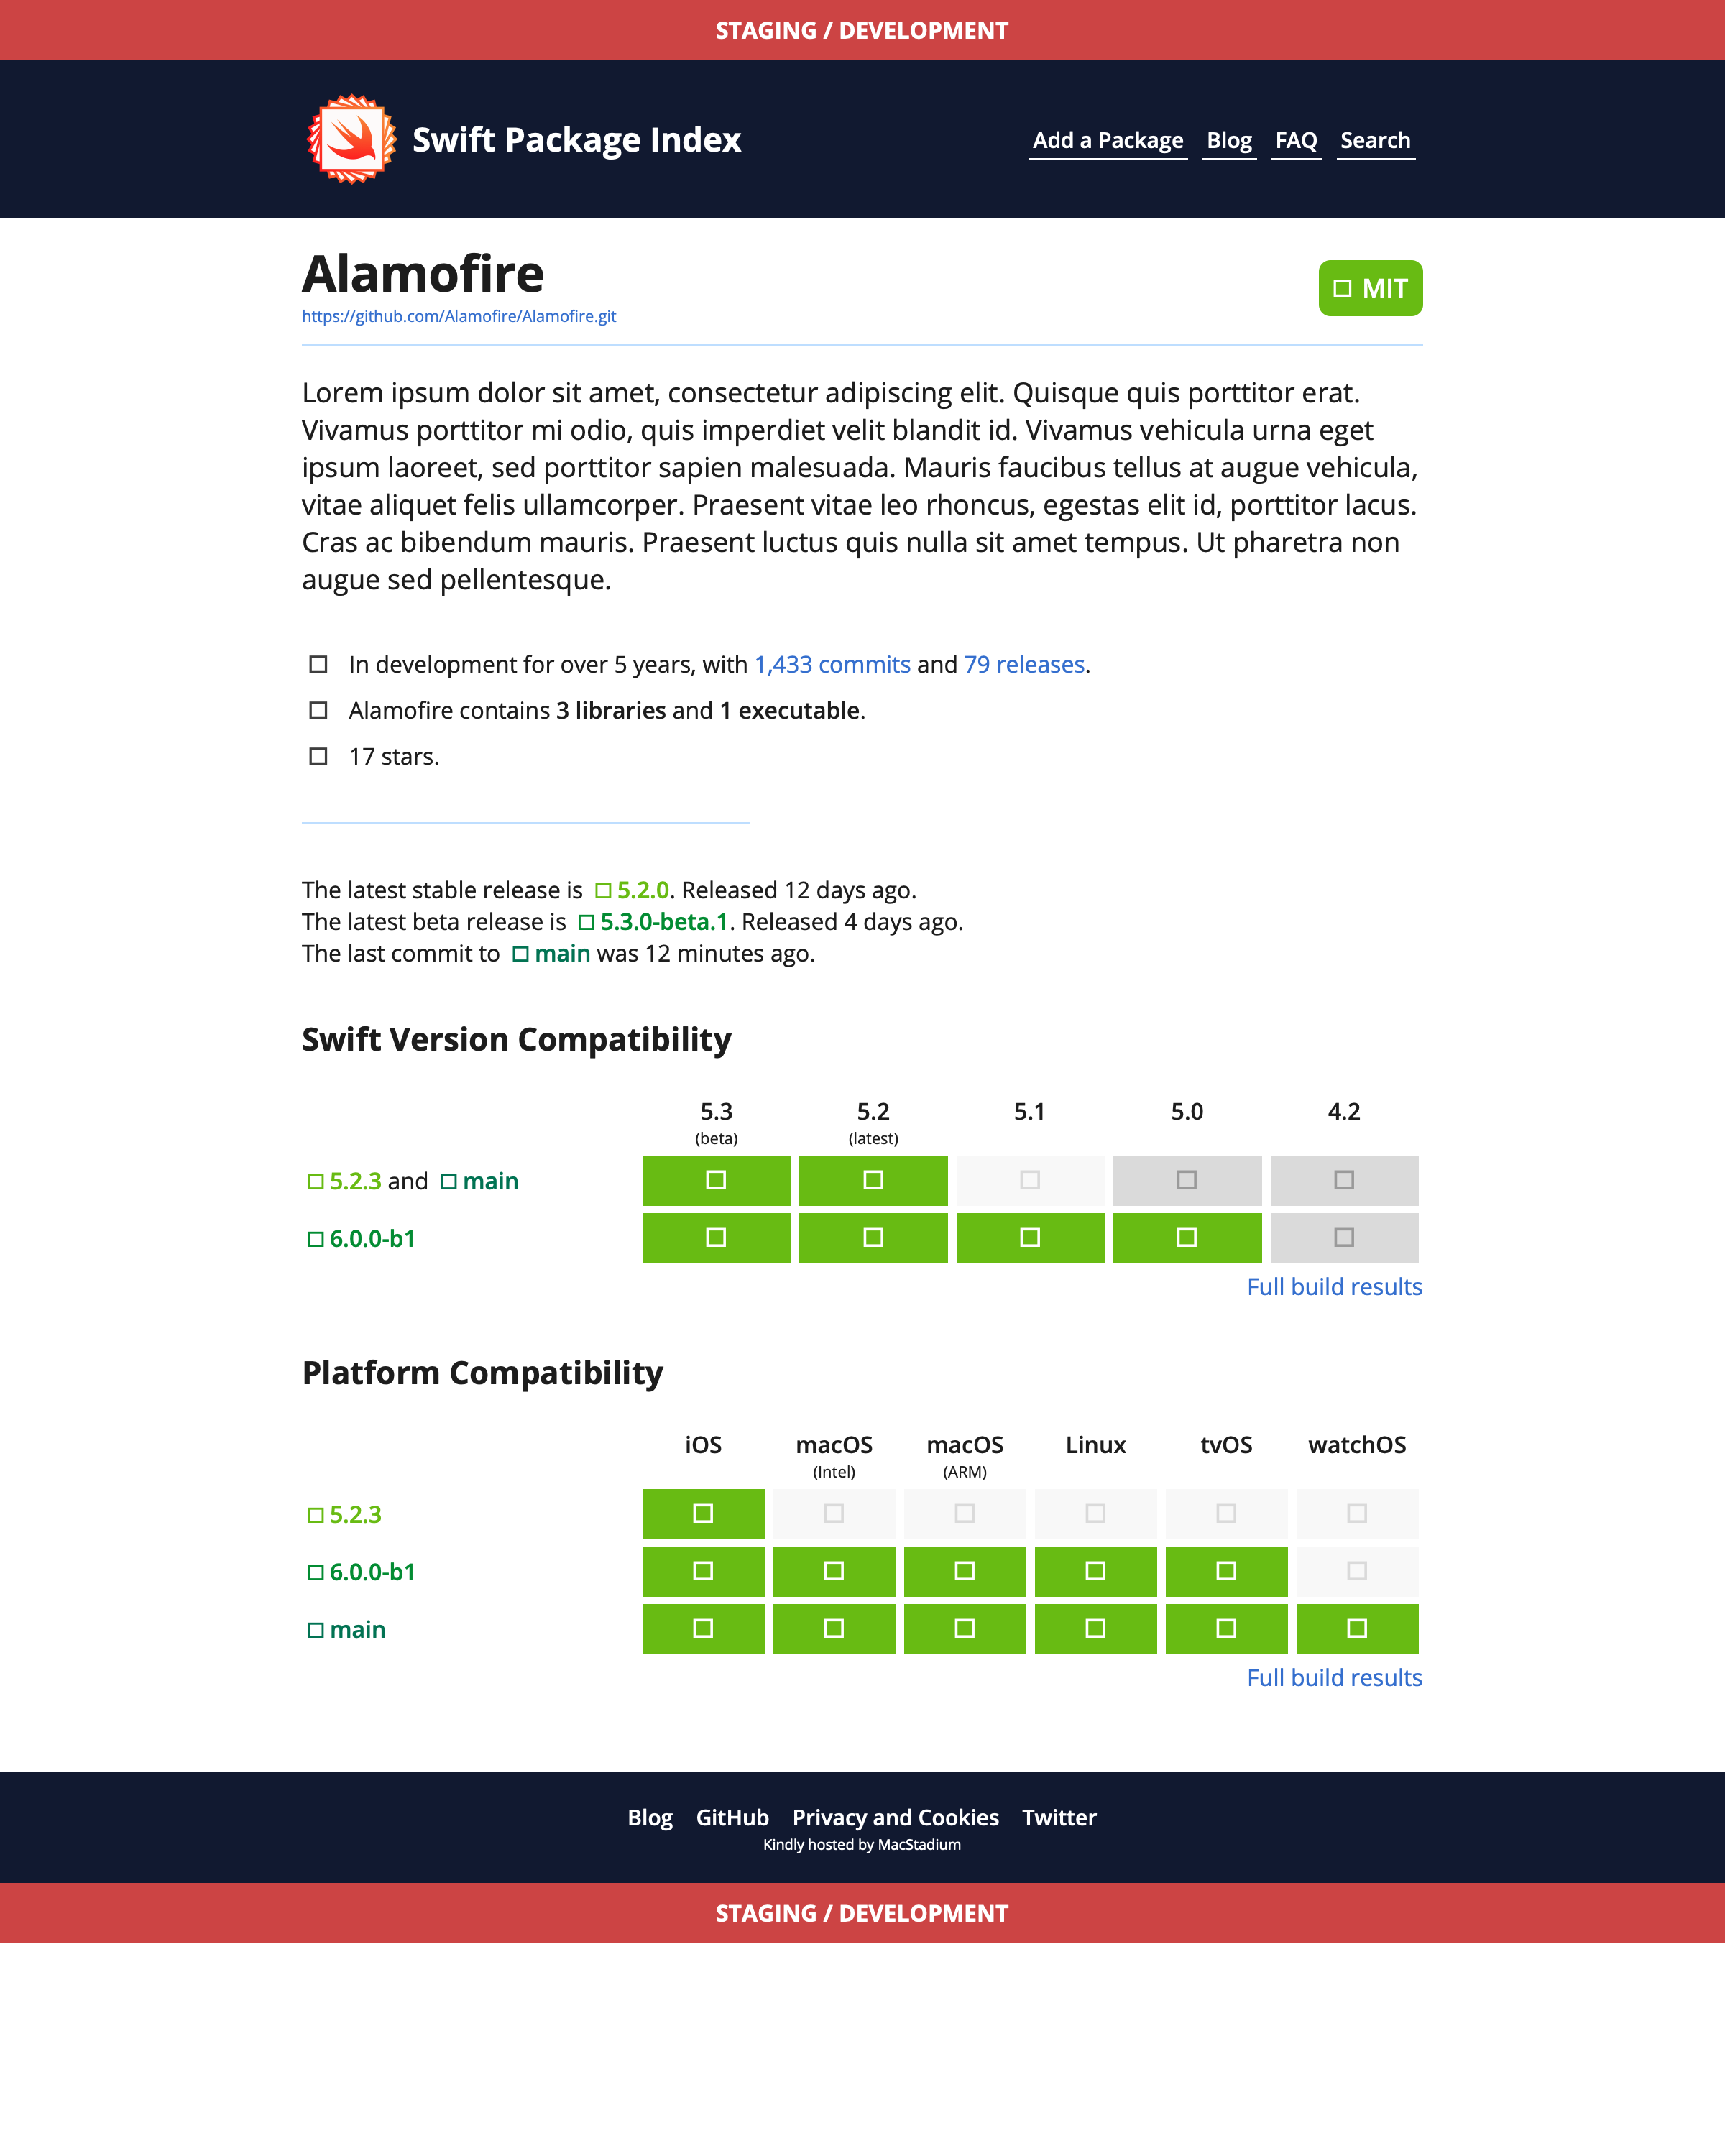 STAGING / DEVELOPMENT
Swift Package Index
Add a Package Blog FAQ Search
Alamofire
MIT
https://github.com/Alamofire/Alamofire.git
Lorem ipsum dolor sit amet, consectetur adipiscing elit. Quisque quis porttitor erat.
Vivamus porttitor mi odio, quis imperdiet velit blandit id. Vivamus vehicula urna eget
ipsum laoreet, sed porttitor sapien malesuada. Mauris faucibus tellus at augue vehicula,
vitae aliquet felis ullamcorper. Praesent vitae leo rhoncus, egestas elit id, porttitor lacus.
Cras ac bibendum mauris. Praesent luctus quis nulla sit amet tempus. Ut pharetra non
augue sed pellentesque.
In development for over 5 years, with 1,433 commits and 79 releases.
Alamofire contains 3 libraries and 1 executable.
17 stars.
The latest stable release is 5.2.0. Released 12 days ago.
The latest beta release is 5.3.0-beta.1. Released 4 days ago.
The last commit to main was 12 minutes ago.
Swift Version Compatibility
5.3 5.2 5.1 5.0 4.2
(beta) (latest)
5.2.3 and main
6.0.0-b1
Full build results
Platform Compatibility
iOS macOS macOS Linux tvOS watchOS
(Intel) (ARM)
5.2.3
6.0.0-b1
main
Full build results
Blog GitHub Privacy and Cookies Twitter
Kindly hosted by MacStadium
STAGING / DEVELOPMENT